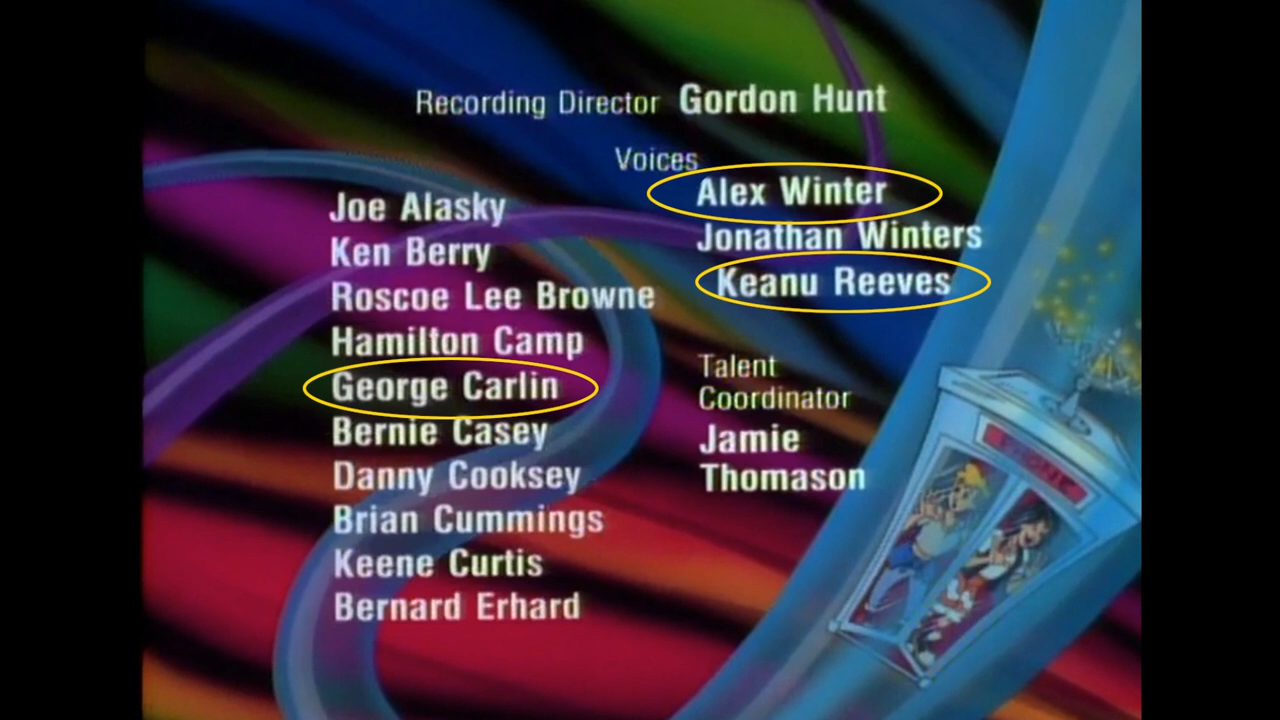 Recording Director Gordon Hunt
Voices
Joe Alasky
Ken Berry
Roscoe Lee Browne
Hamilton Camp
George Carlin
Bernie Casey
Danny Cooksey
Brian Cummings
Keene Curtis
Bernard Erhard
Alex Winter
Jonathan Winters
Keanu Reeves
Talent
Coordinator
Jamie
Thomason
PHONE